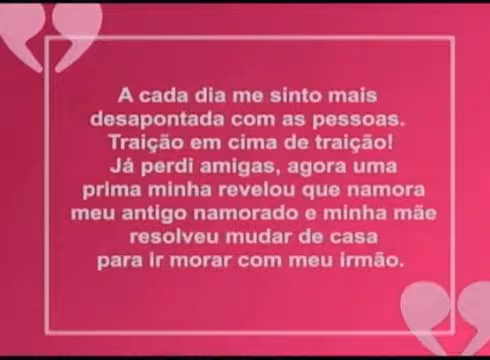 A cada dia me sinto mais
desapontada com as pessoas.
Traição em cima de traição!
Já perdi amigas, agora uma
prima minha revelou que namora
meu antigo namorado e minha mãe
resolveu mudar de casa
para ir morar com meu irmão.